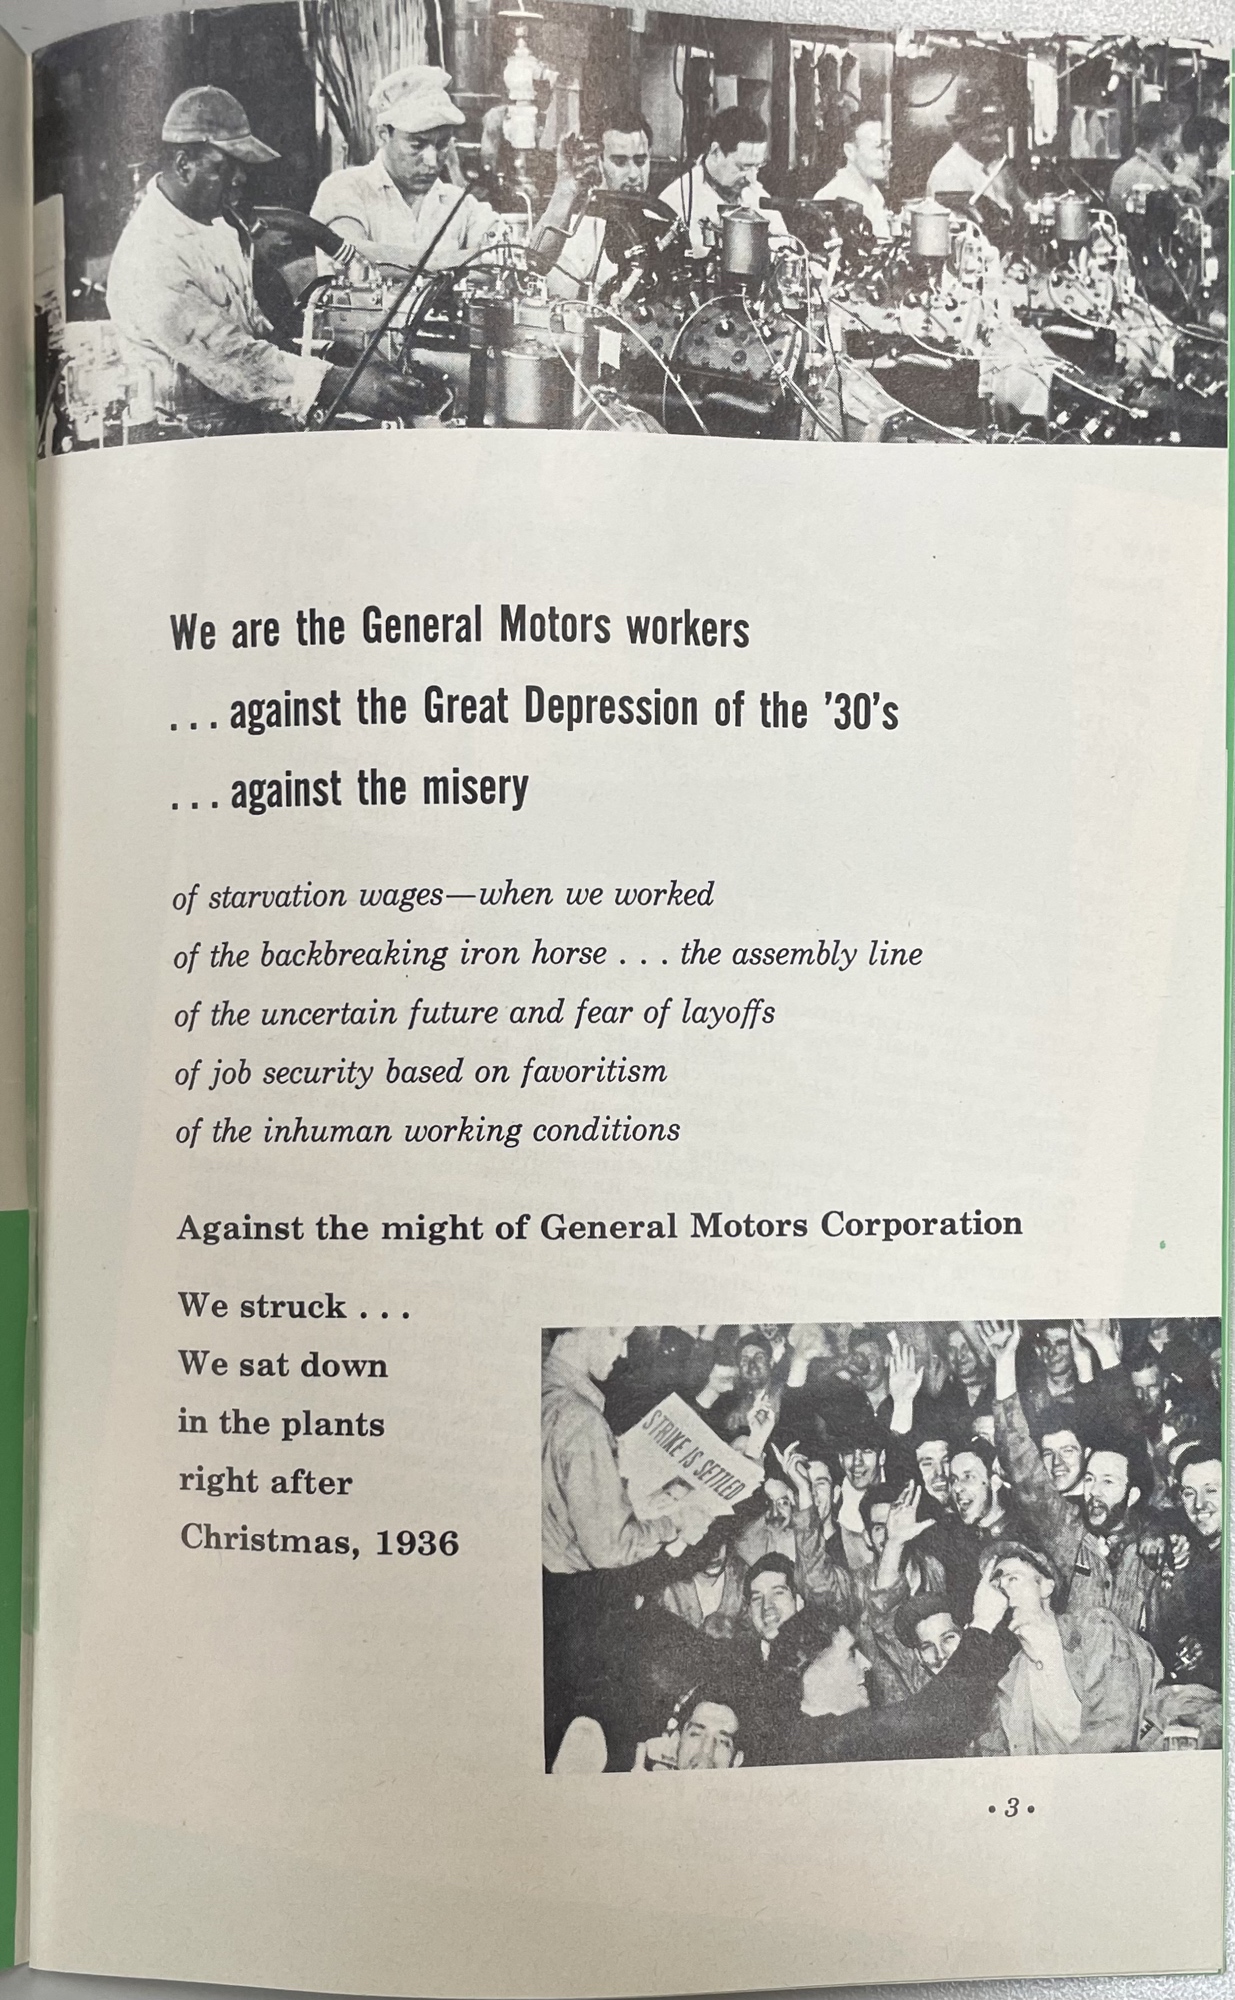 We are the General Motors workers
. . . against the Great Depression of the ’30’s
. . . against the misery
of starvation wages—when we worked
of the backbreaking iron horse . . . the assembly line
of the uncertain future and fear of layoffs
of job security based on favoritism
of the inhuman working conditions
Against the might of General Motors Corporation
We struck . . .
We sat down
in the plants
right after
Christmas, 1936
STRIKE IS SETTLED
• 3 •